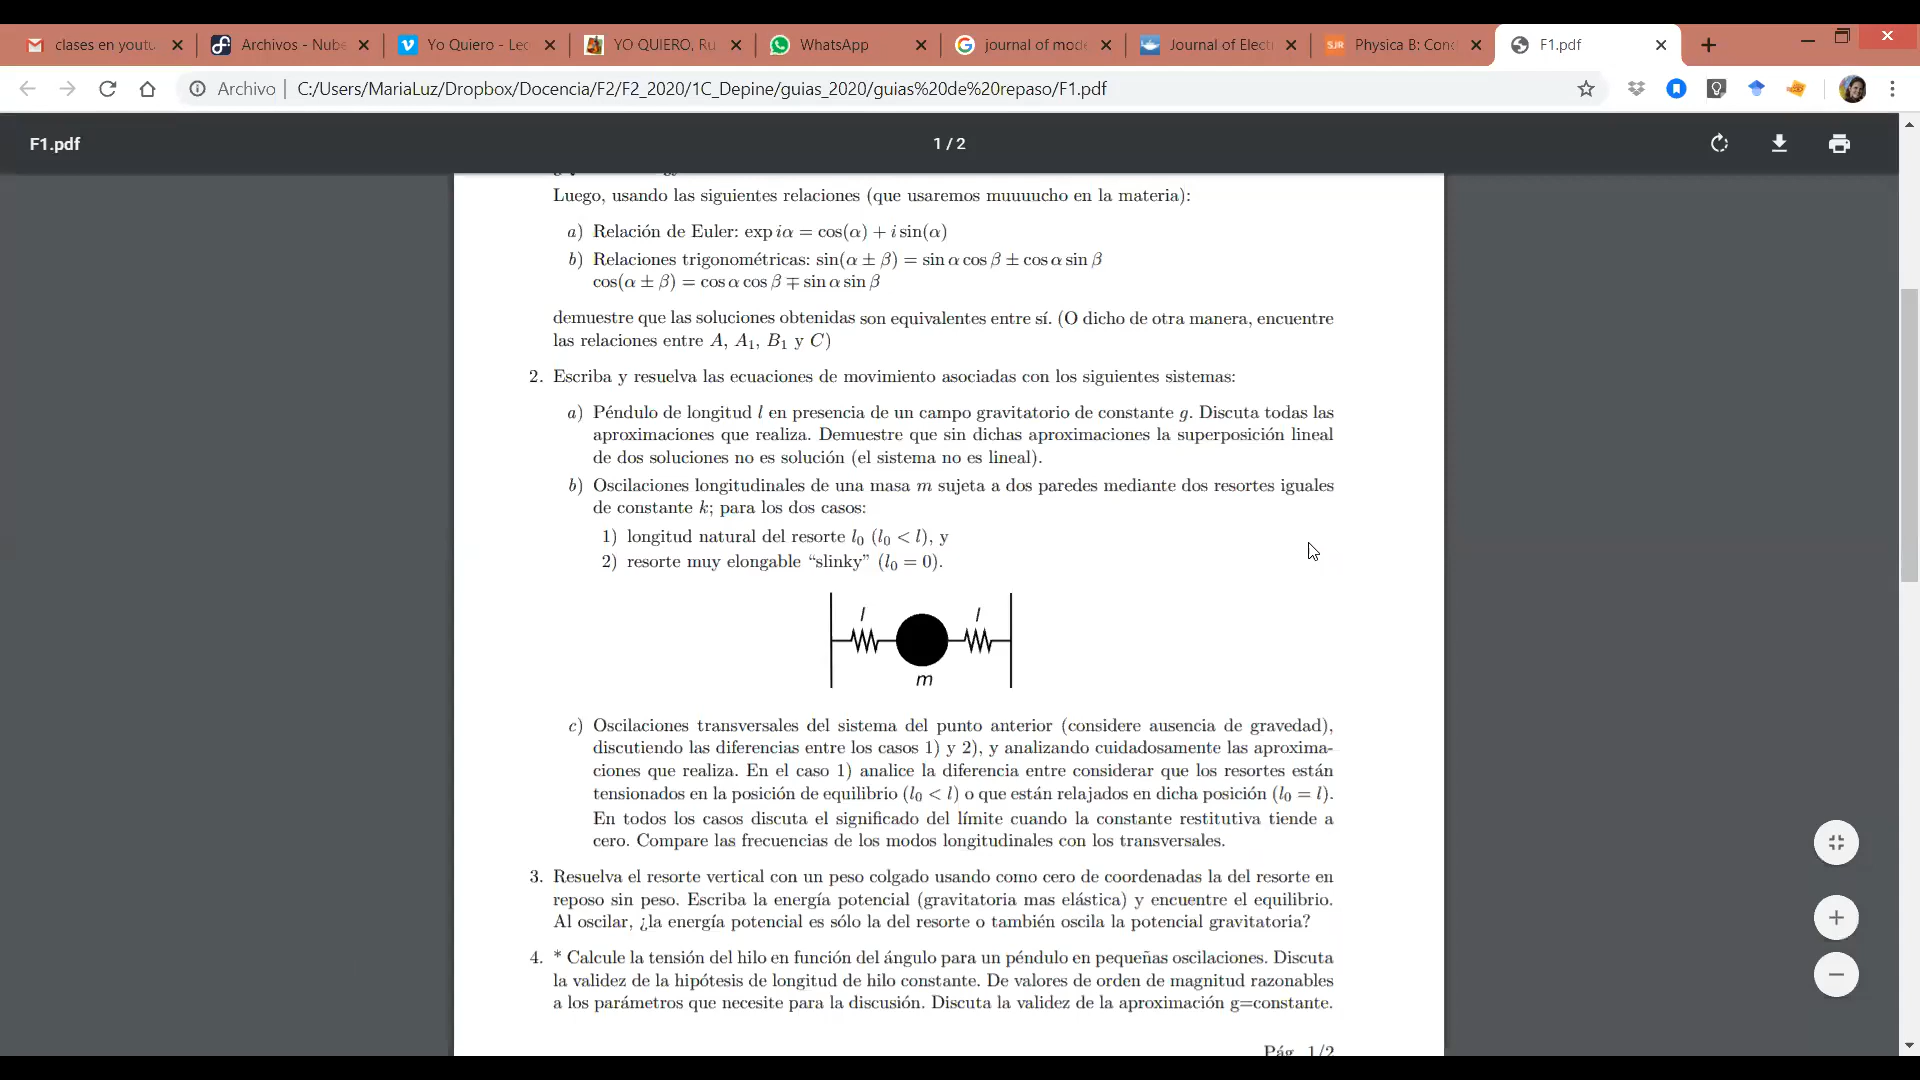 clases en youtu
Archivos - Nube
Yo Quiero - Lec
YO QUIERO, Ru
WhatsApp
journal of mode
Journal of Elect
SJR
Physica B: Conc
F1.pdf
Archivo | C:/Users/MariaLuz/Dropbox/Docencia/F2/F2_2020/1C_Depine/guias_2020/guias%20de%20repaso/F1.pdf
F1.pdf
1 / 2
Luego, usando las siguientes relaciones (que usaremos muuuucho en la materia):
a) Relación de Euler: exp iα = cos(α) + i sin(α)
b) Relaciones trigonométricas: sin(α ± β) = sin α cos β ± cos α sin β
cos(α ± β) = cos α cos β ∓ sin α sin β
demuestre que las soluciones obtenidas son equivalentes entre sí. (O dicho de otra manera, encuentre
las relaciones entre A, A₁, B₁ y C)
2. Escriba y resuelva las ecuaciones de movimiento asociadas con los siguientes sistemas:
a) Péndulo de longitud l en presencia de un campo gravitatorio de constante g. Discuta todas las
aproximaciones que realiza. Demuestre que sin dichas aproximaciones la superposición lineal
de dos soluciones no es solución (el sistema no es lineal).
b) Oscilaciones longitudinales de una masa m sujeta a dos paredes mediante dos resortes iguales
de constante k; para los dos casos:
1) longitud natural del resorte l₀ (l₀ < l), y
2) resorte muy elongable “slinky” (l₀ = 0).
l l
m
c) Oscilaciones transversales del sistema del punto anterior (considere ausencia de gravedad),
discutiendo las diferencias entre los casos 1) y 2), y analizando cuidadosamente las aproxima-
ciones que realiza. En el caso 1) analice la diferencia entre considerar que los resortes están
tensionados en la posición de equilibrio (l₀ < l) o que están relajados en dicha posición (l₀ = l).
En todos los casos discuta el significado del límite cuando la constante restitutiva tiende a
cero. Compare las frecuencias de los modos longitudinales con los transversales.
3. Resuelva el resorte vertical con un peso colgado usando como cero de coordenadas la del resorte en
reposo sin peso. Escriba la energía potencial (gravitatoria mas elástica) y encuentre el equilibrio.
Al oscilar, ¿la energía potencial es sólo la del resorte o también oscila la potencial gravitatoria?
4. * Calcule la tensión del hilo en función del ángulo para un péndulo en pequeñas oscilaciones. Discuta
la validez de la hipótesis de longitud de hilo constante. De valores de orden de magnitud razonables
a los parámetros que necesite para la discusión. Discuta la validez de la aproximación g=constante.
Pág. 1/2